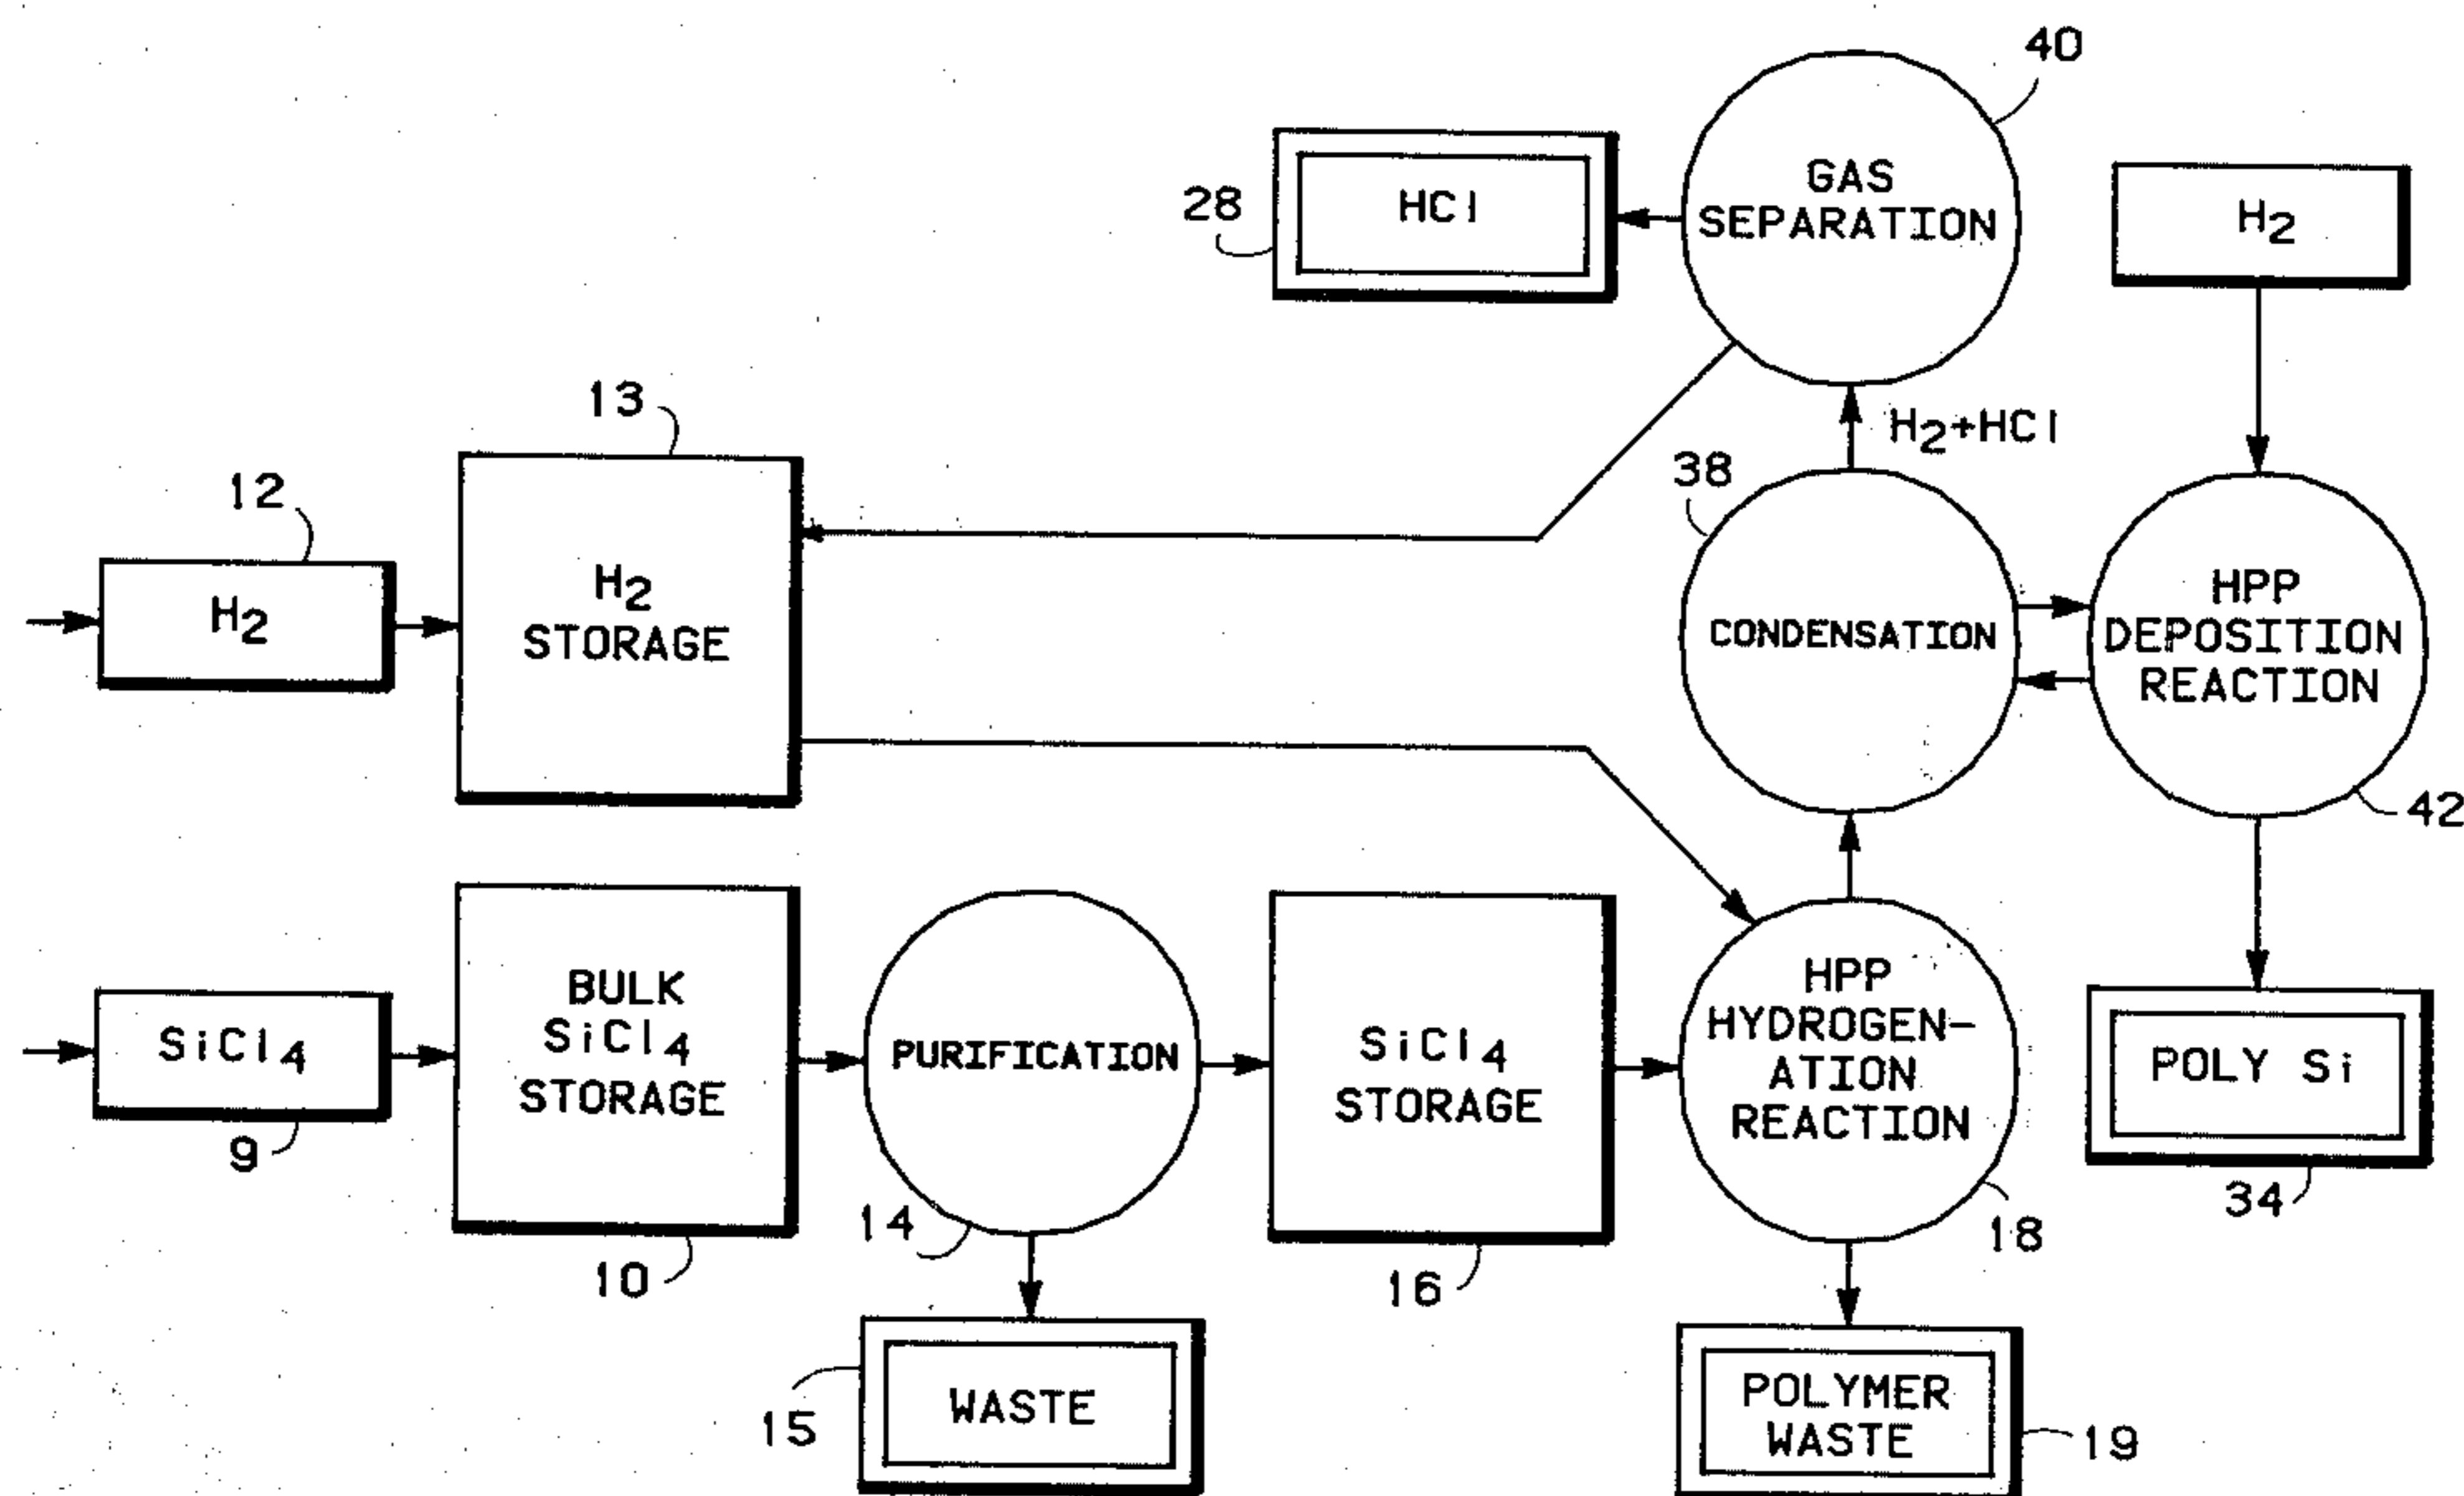 40
GAS
SEPARATION
HCl
28
H2
13
H2+HCl
38
12
H2
H2
STORAGE
CONDENSATION
HPP
DEPOSITION
REACTION
42
SiCl4
9
BULK
SiCl4
STORAGE
10
PURIFICATION
14
SiCl4
STORAGE
16
HPP
HYDROGEN-
ATION
REACTION
18
POLY Si
34
WASTE
15
POLYMER
WASTE
19